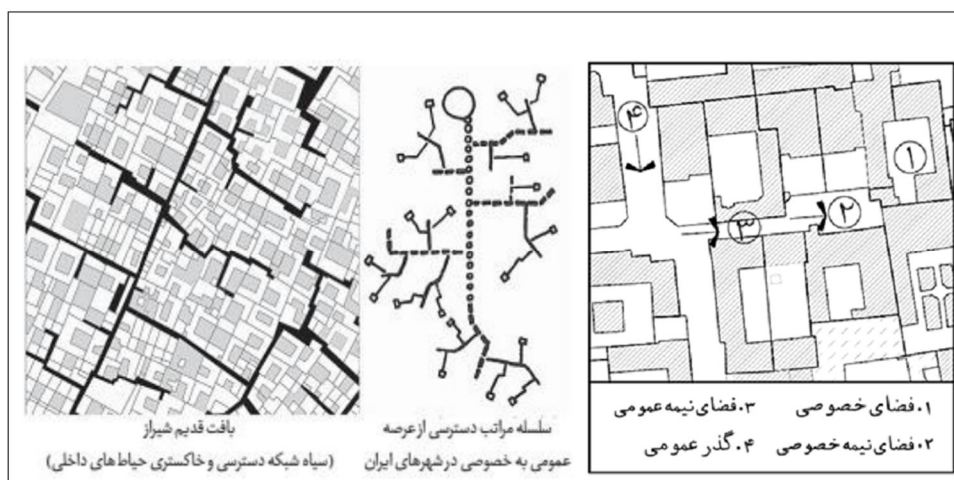 ۴
۱
۲
۳
۱.فضای خصوصی ۳.فضای نیمه عمومی
۲.فضای نیمه خصوصی ۴. گذر عمومی
سلسله مراتب دسترسی از عرصه
عمومی به خصوصی در شهرهای ایران
بافت قدیم شیراز
(سیاه شبکه دسترسی و خاکستری حیاط های داخلی)